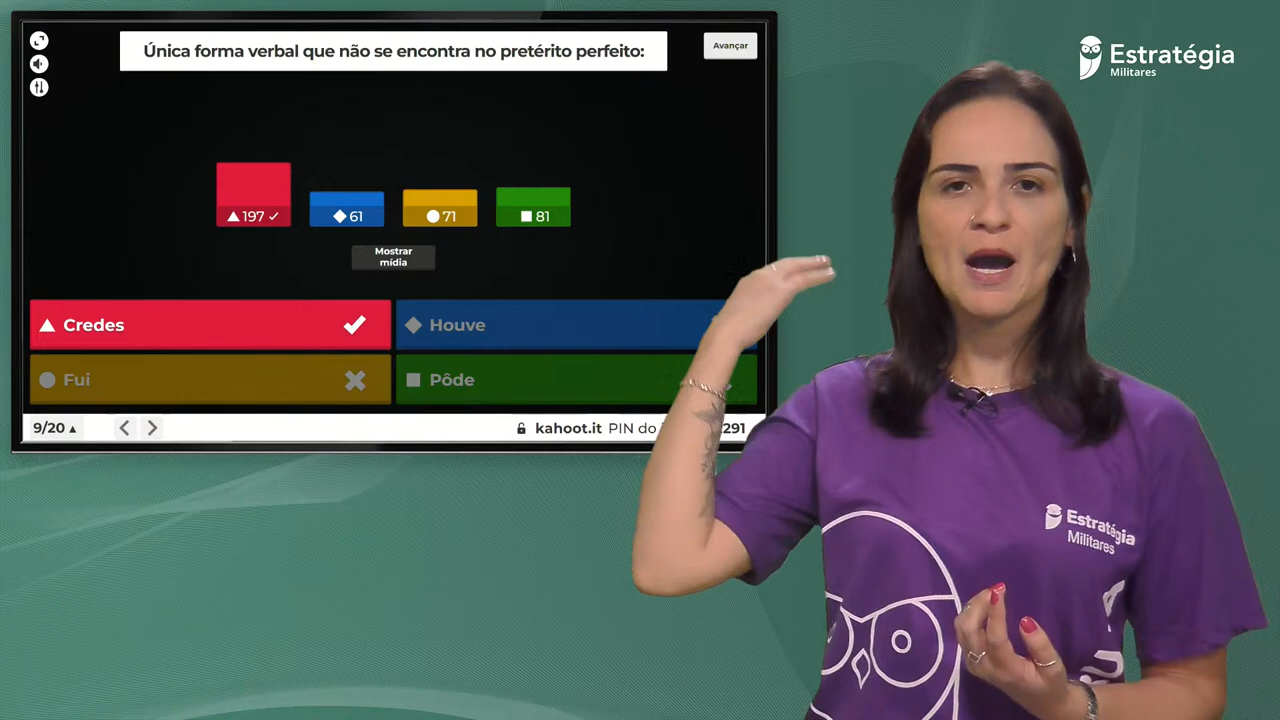 Única forma verbal que não se encontra no pretérito perfeito:
Avançar
Estratégia
Militares
197
61
71
81
Mostrar
mídia
Credes
Houve
Fui
Pôde
9/20
kahoot.it PIN do
291
Estratégia
Militares